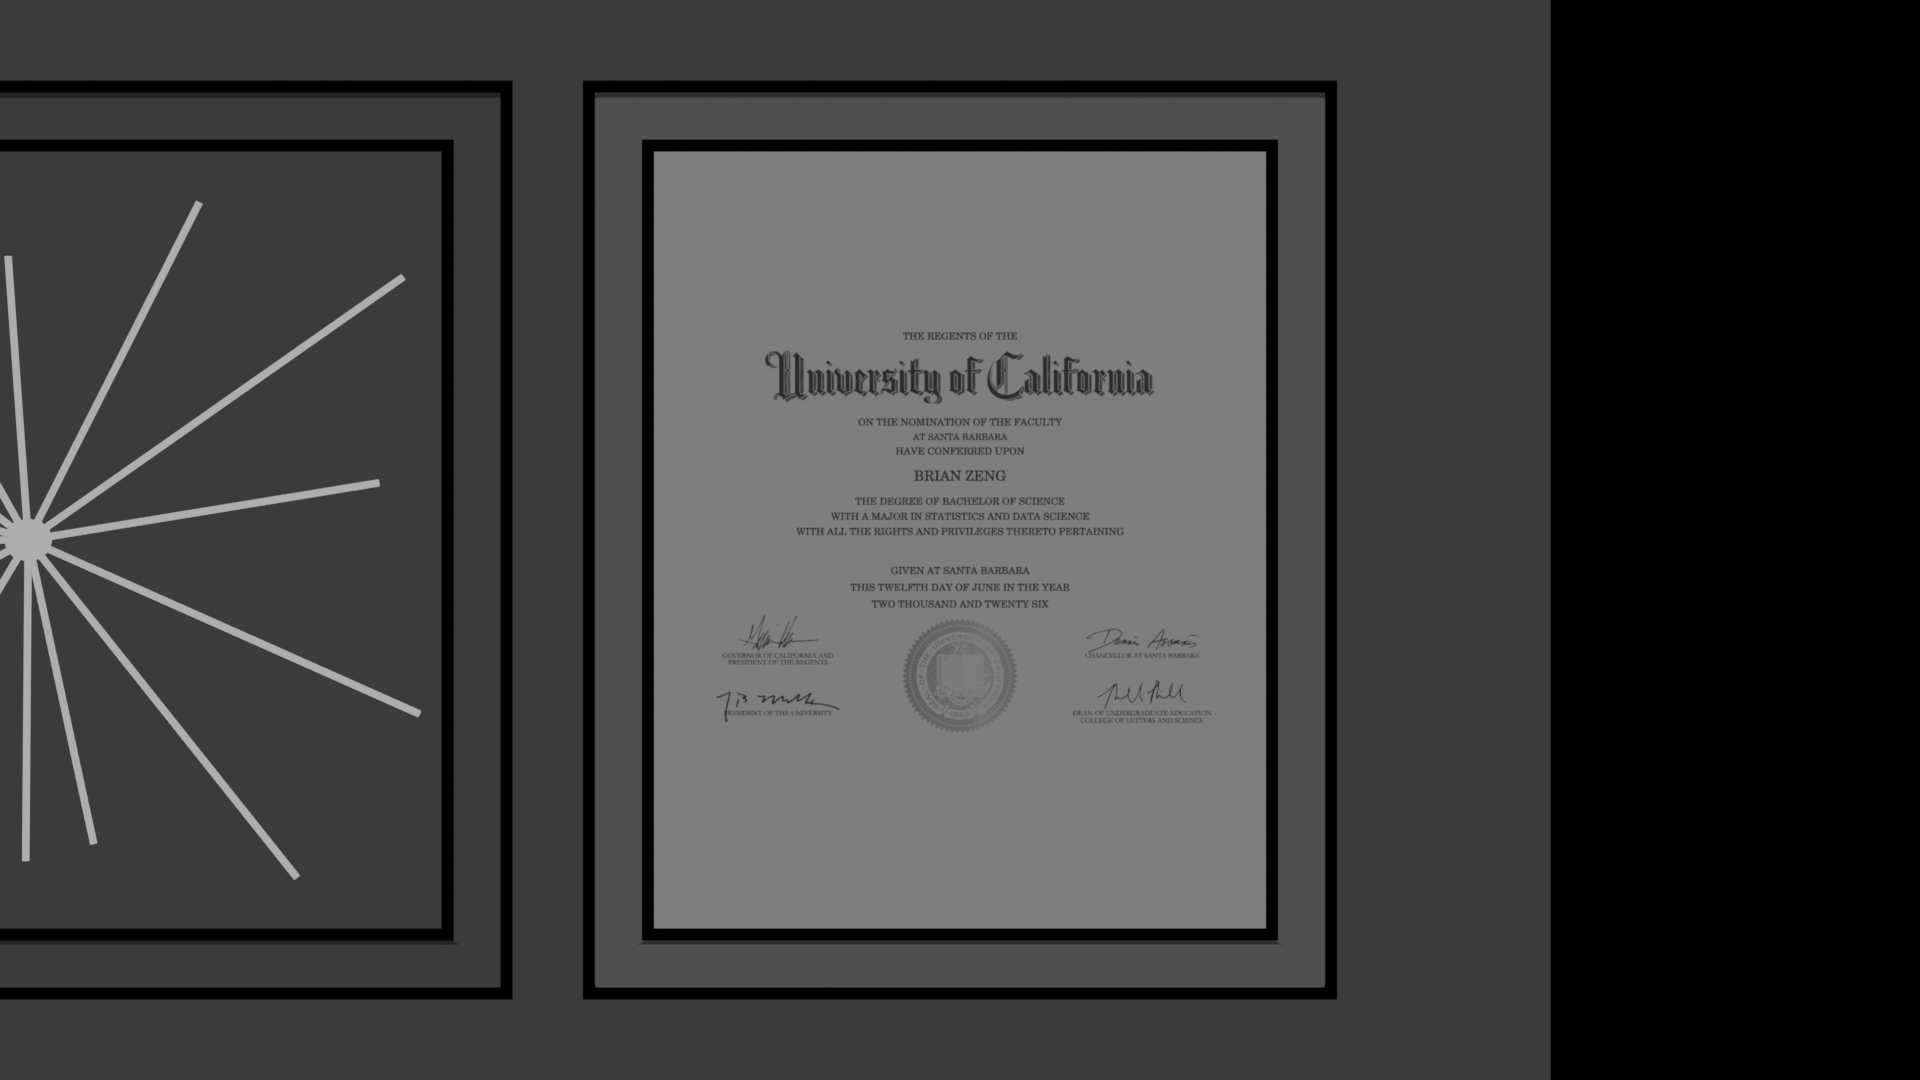 THE REGENTS OF THE
University of California
ON THE NOMINATION OF THE FACULTY
AT SANTA BARBARA
HAVE CONFERRED UPON
BRIAN ZENG
THE DEGREE OF BACHELOR OF SCIENCE
WITH A MAJOR IN STATISTICS AND DATA SCIENCE
WITH ALL THE RIGHTS AND PRIVILEGES THERETO PERTAINING
GIVEN AT SANTA BARBARA
THIS TWELFTH DAY OF JUNE IN THE YEAR
TWO THOUSAND AND TWENTY SIX
GOVERNOR OF CALIFORNIA AND
PRESIDENT OF THE REGENTS
Dennis Assanis
CHANCELLOR AT SANTA BARBARA
PRESIDENT OF THE UNIVERSITY
DEAN OF UNDERGRADUATE EDUCATION
COLLEGE OF LETTERS AND SCIENCE